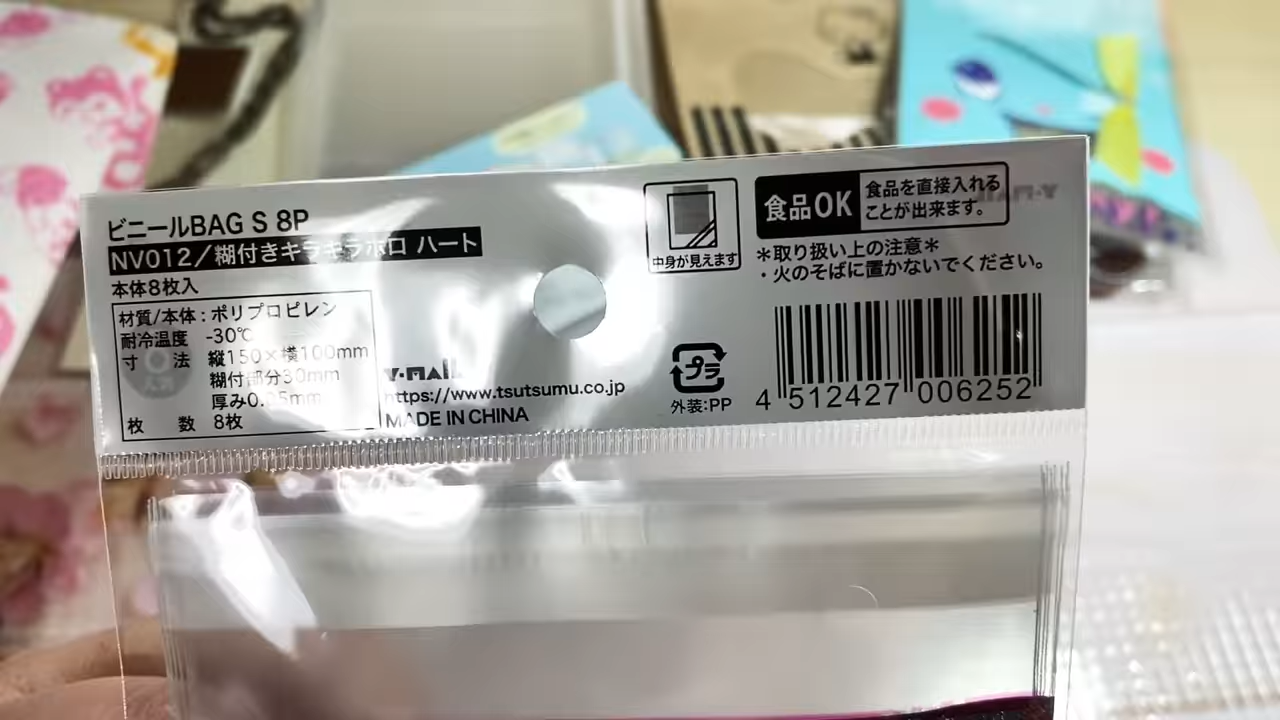 ビニールBAG S 8P
NV012/糊付きキラキラホロ ハート
本体8枚入
材質/本体:ポリプロピレン
耐冷温度 -30℃
寸 法 縦150×横100mm
糊付部分30mm
厚み0.
枚 数 8枚
Y-MAIL
https://www.tsutsumu.co.jp
MADE IN CHINA
中身が見えます
食品OK
食品を直接入れる
ことが出来ます。
＊取り扱い上の注意＊
・火のそばに置かないでください。
プラ
外装:PP
4 512427 006252